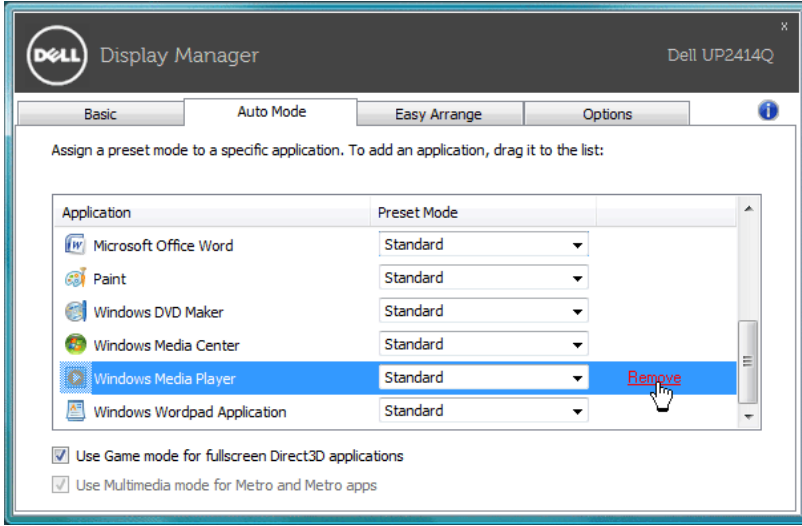 DELL Display Manager
x
Dell UP2414Q
Basic Auto Mode Easy Arrange Options i
Assign a preset mode to a specific application. To add an application, drag it to the list:
Application Preset Mode
Microsoft Office Word Standard
Paint Standard
Windows DVD Maker Standard
Windows Media Center Standard
Windows Media Player Standard Remove
Windows Wordpad Application Standard
Use Game mode for fullscreen Direct3D applications
Use Multimedia mode for Metro and Metro apps